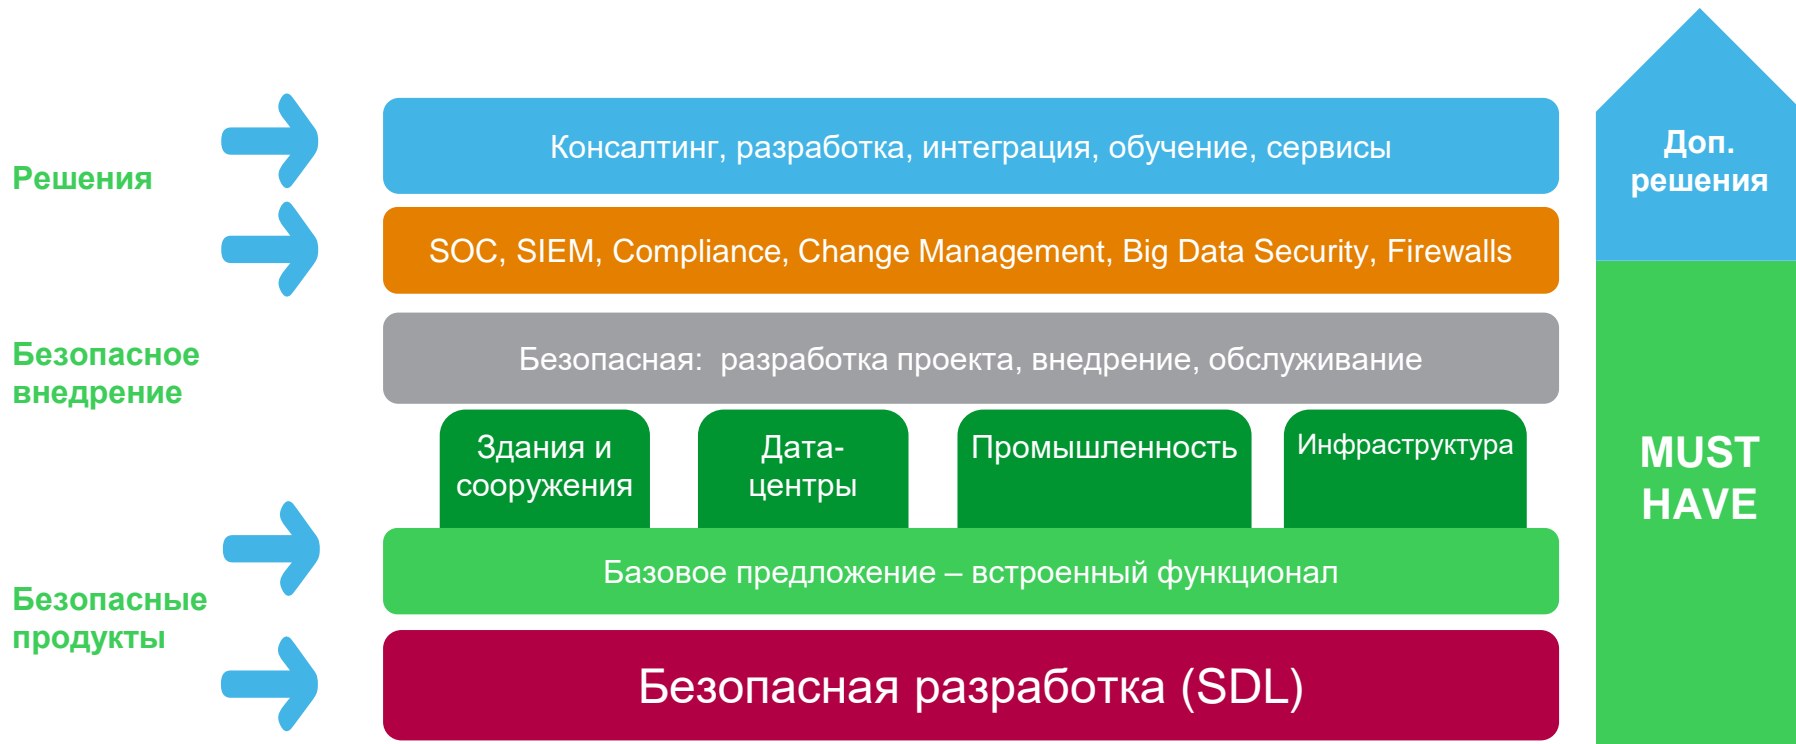 Решения
Консалтинг, разработка, интеграция, обучение, сервисы
SOC, SIEM, Compliance, Change Management, Big Data Security, Firewalls
Доп.
решения
Безопасное
внедрение
Безопасная:  разработка проекта, внедрение, обслуживание
Здания и
сооружения
Дата-
центры
Промышленность
Инфраструктура
MUST
HAVE
Безопасные
продукты
Базовое предложение – встроенный функционал
Безопасная разработка (SDL)